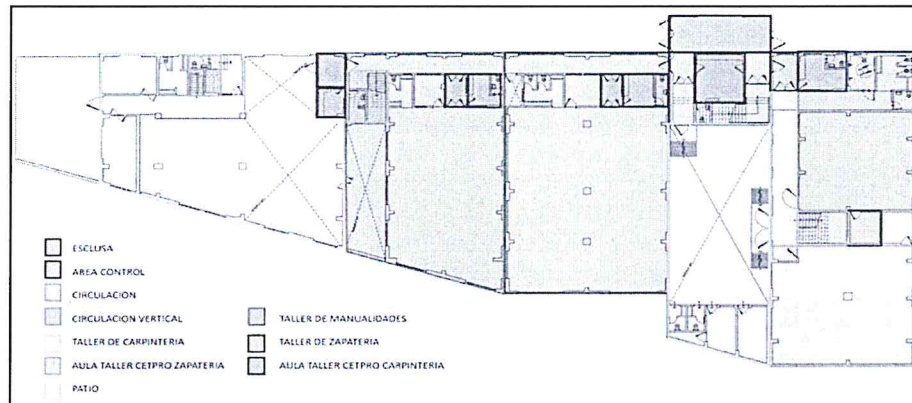 ESCLUSA
AREA CONTROL
CIRCULACION
CIRCULACION VERTICAL
TALLER DE CARPINTERIA
AULA TALLER CETPRO ZAPATERIA
PATIO
TALLER DE MANUALIDADES
TALLER DE ZAPATERIA
AULA TALLER CETPRO CARPINTERIA